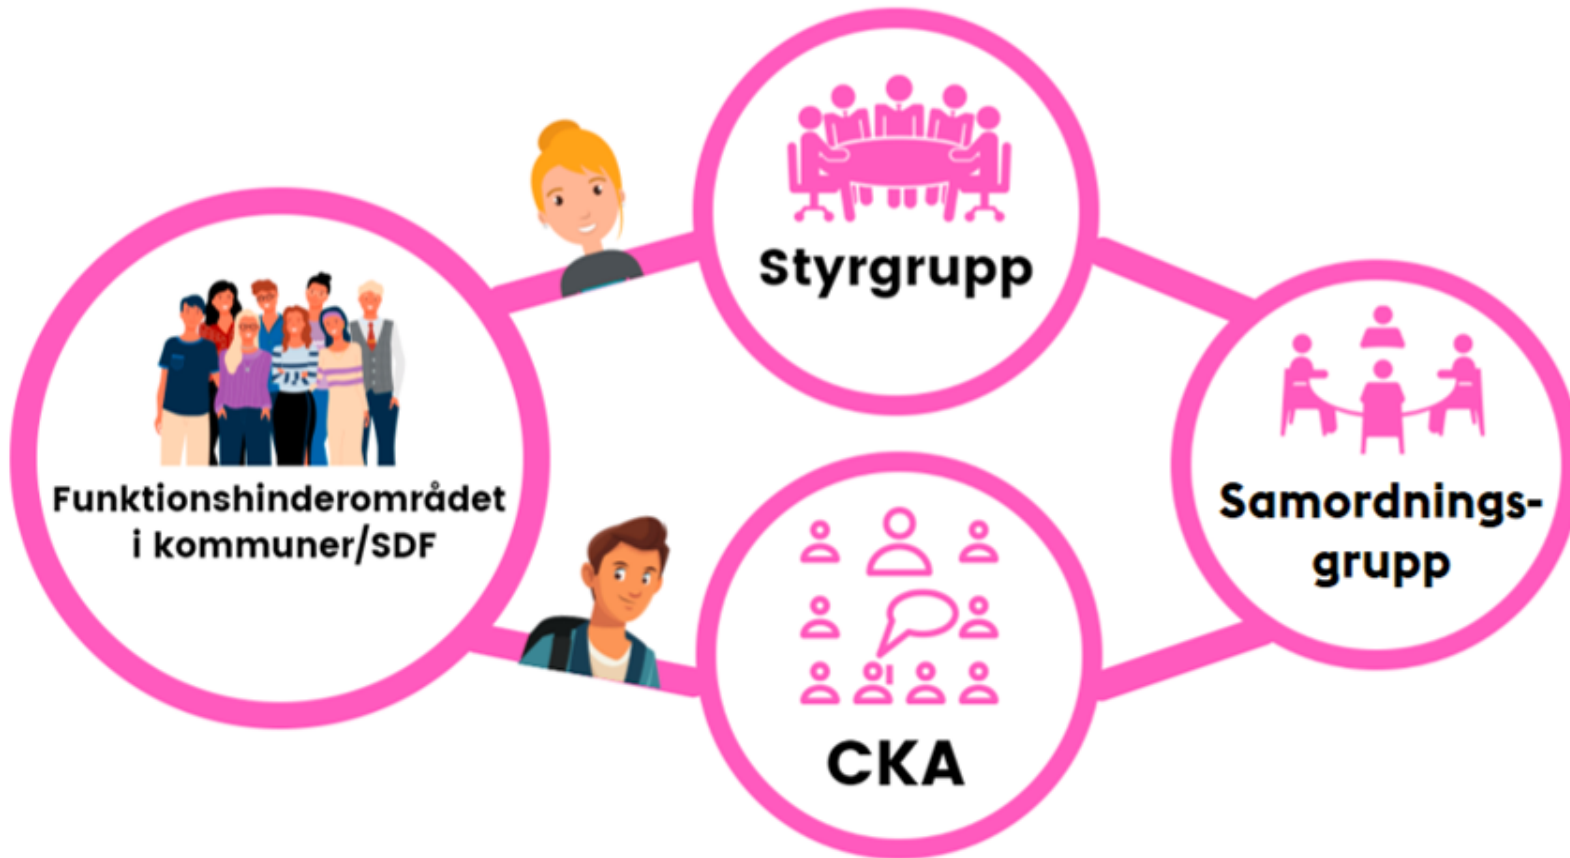 Styrgrupp
Funktionshinderområdet
i kommuner/SDF
Samordnings-
grupp
CKA